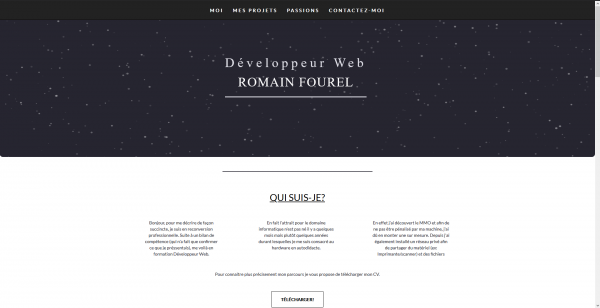 MOI MES PROJETS PASSIONS CONTACTEZ-MOI
Développeur Web
ROMAIN FOUREL
QUI SUIS-JE?
Bonjour, pour me décrire de façon
succincte, je suis en reconversion
professionnelle. Suite à un bilan de
compétence (qui n'a fait que confirmer
ce que je présentais), me voilà en
formation Développeur Web.
En fait l'attrait pour le domaine
informatique n'est pas né il y a quelques
mois mais plutôt quelques années
durant lesquelles je me suis consacré au
hardware en autodidacte.
En effet j'ai découvert le MMO et afin de
ne pas être pénalisé par ma machine, j'ai
dû en monter une sur mesure. Depuis j'ai
également installé un réseau privé afin
de partager du matériel (ex:
imprimante/scanner) et des fichiers
Pour connaître plus précisément mon parcours je vous propose de télécharger mon CV.
TÉLÉCHARGER!